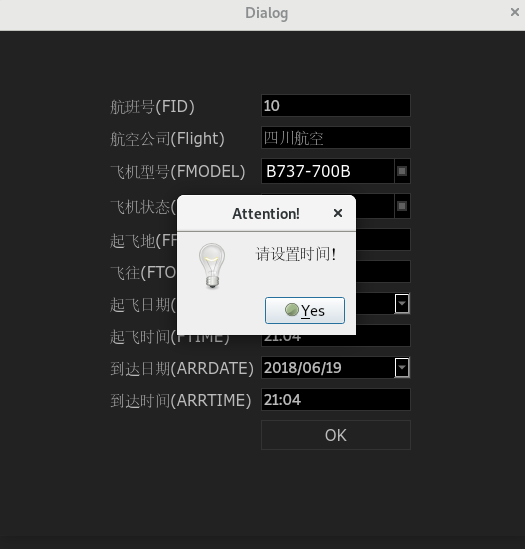 Dialog
航班号(FID)
10
航空公司(Flight)
四川航空
飞机型号(FMODEL)
B737-700B
飞机状态(
Attention!
起飞地(FF
请设置时间!
飞往(FTO
起飞日期(
Yes
起飞时间(FTIME)
21:04
到达日期(ARRDATE)
2018/06/19
到达时间(ARRTIME)
21:04
OK